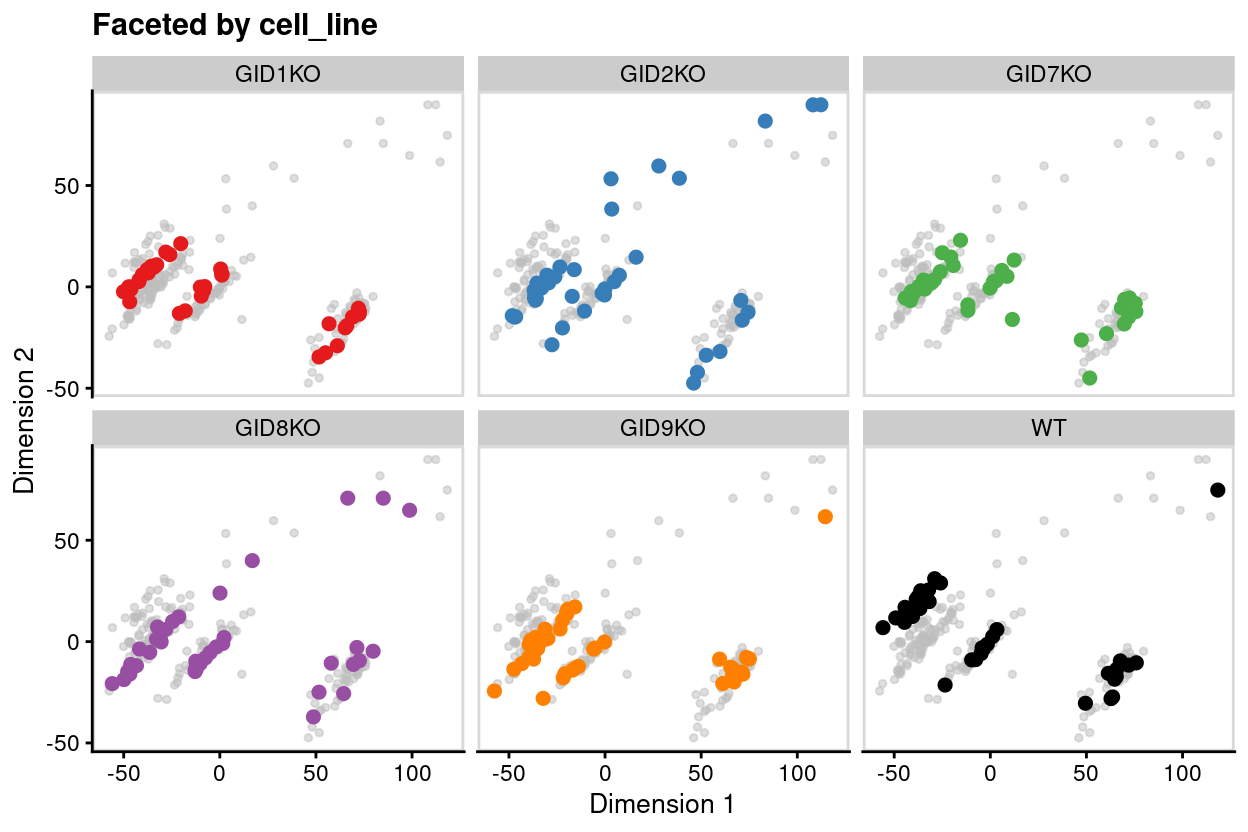 Faceted by cell_line
GID1KO GID2KO GID7KO
50
0
-50
GID8KO GID9KO WT
50
0
-50
-50 0 50 100 -50 0 50 100 -50 0 50 100
Dimension 1
Dimension 2